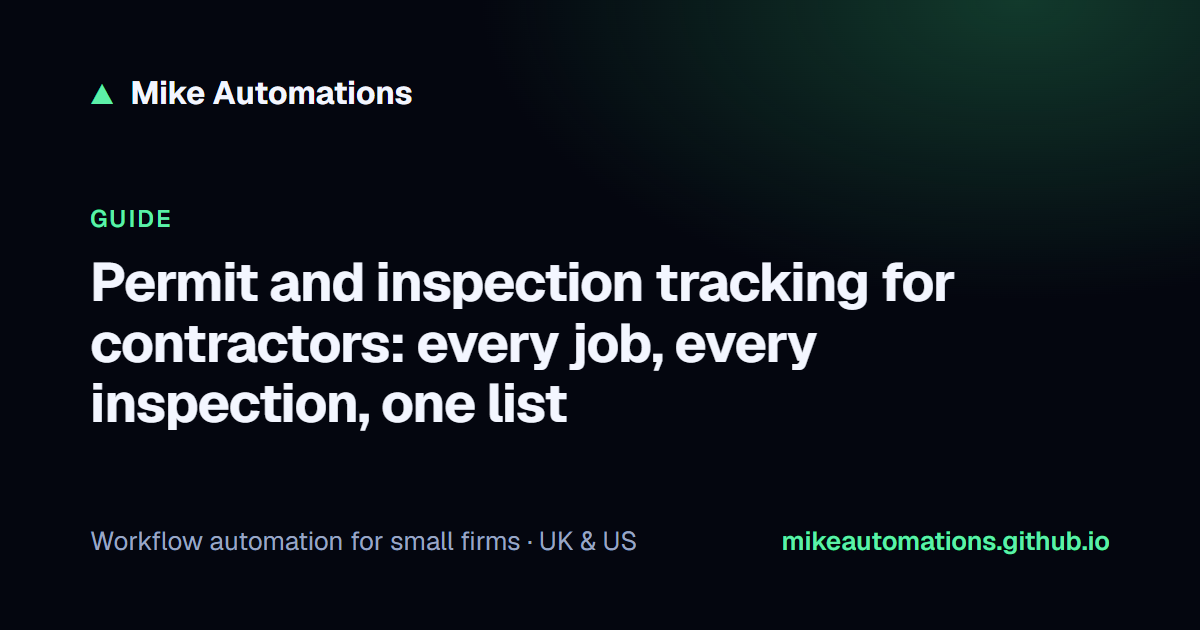 Mike Automations
GUIDE
Permit and inspection tracking for
contractors: every job, every
inspection, one list
Workflow automation for small firms · UK & US
mikeautomations.github.io